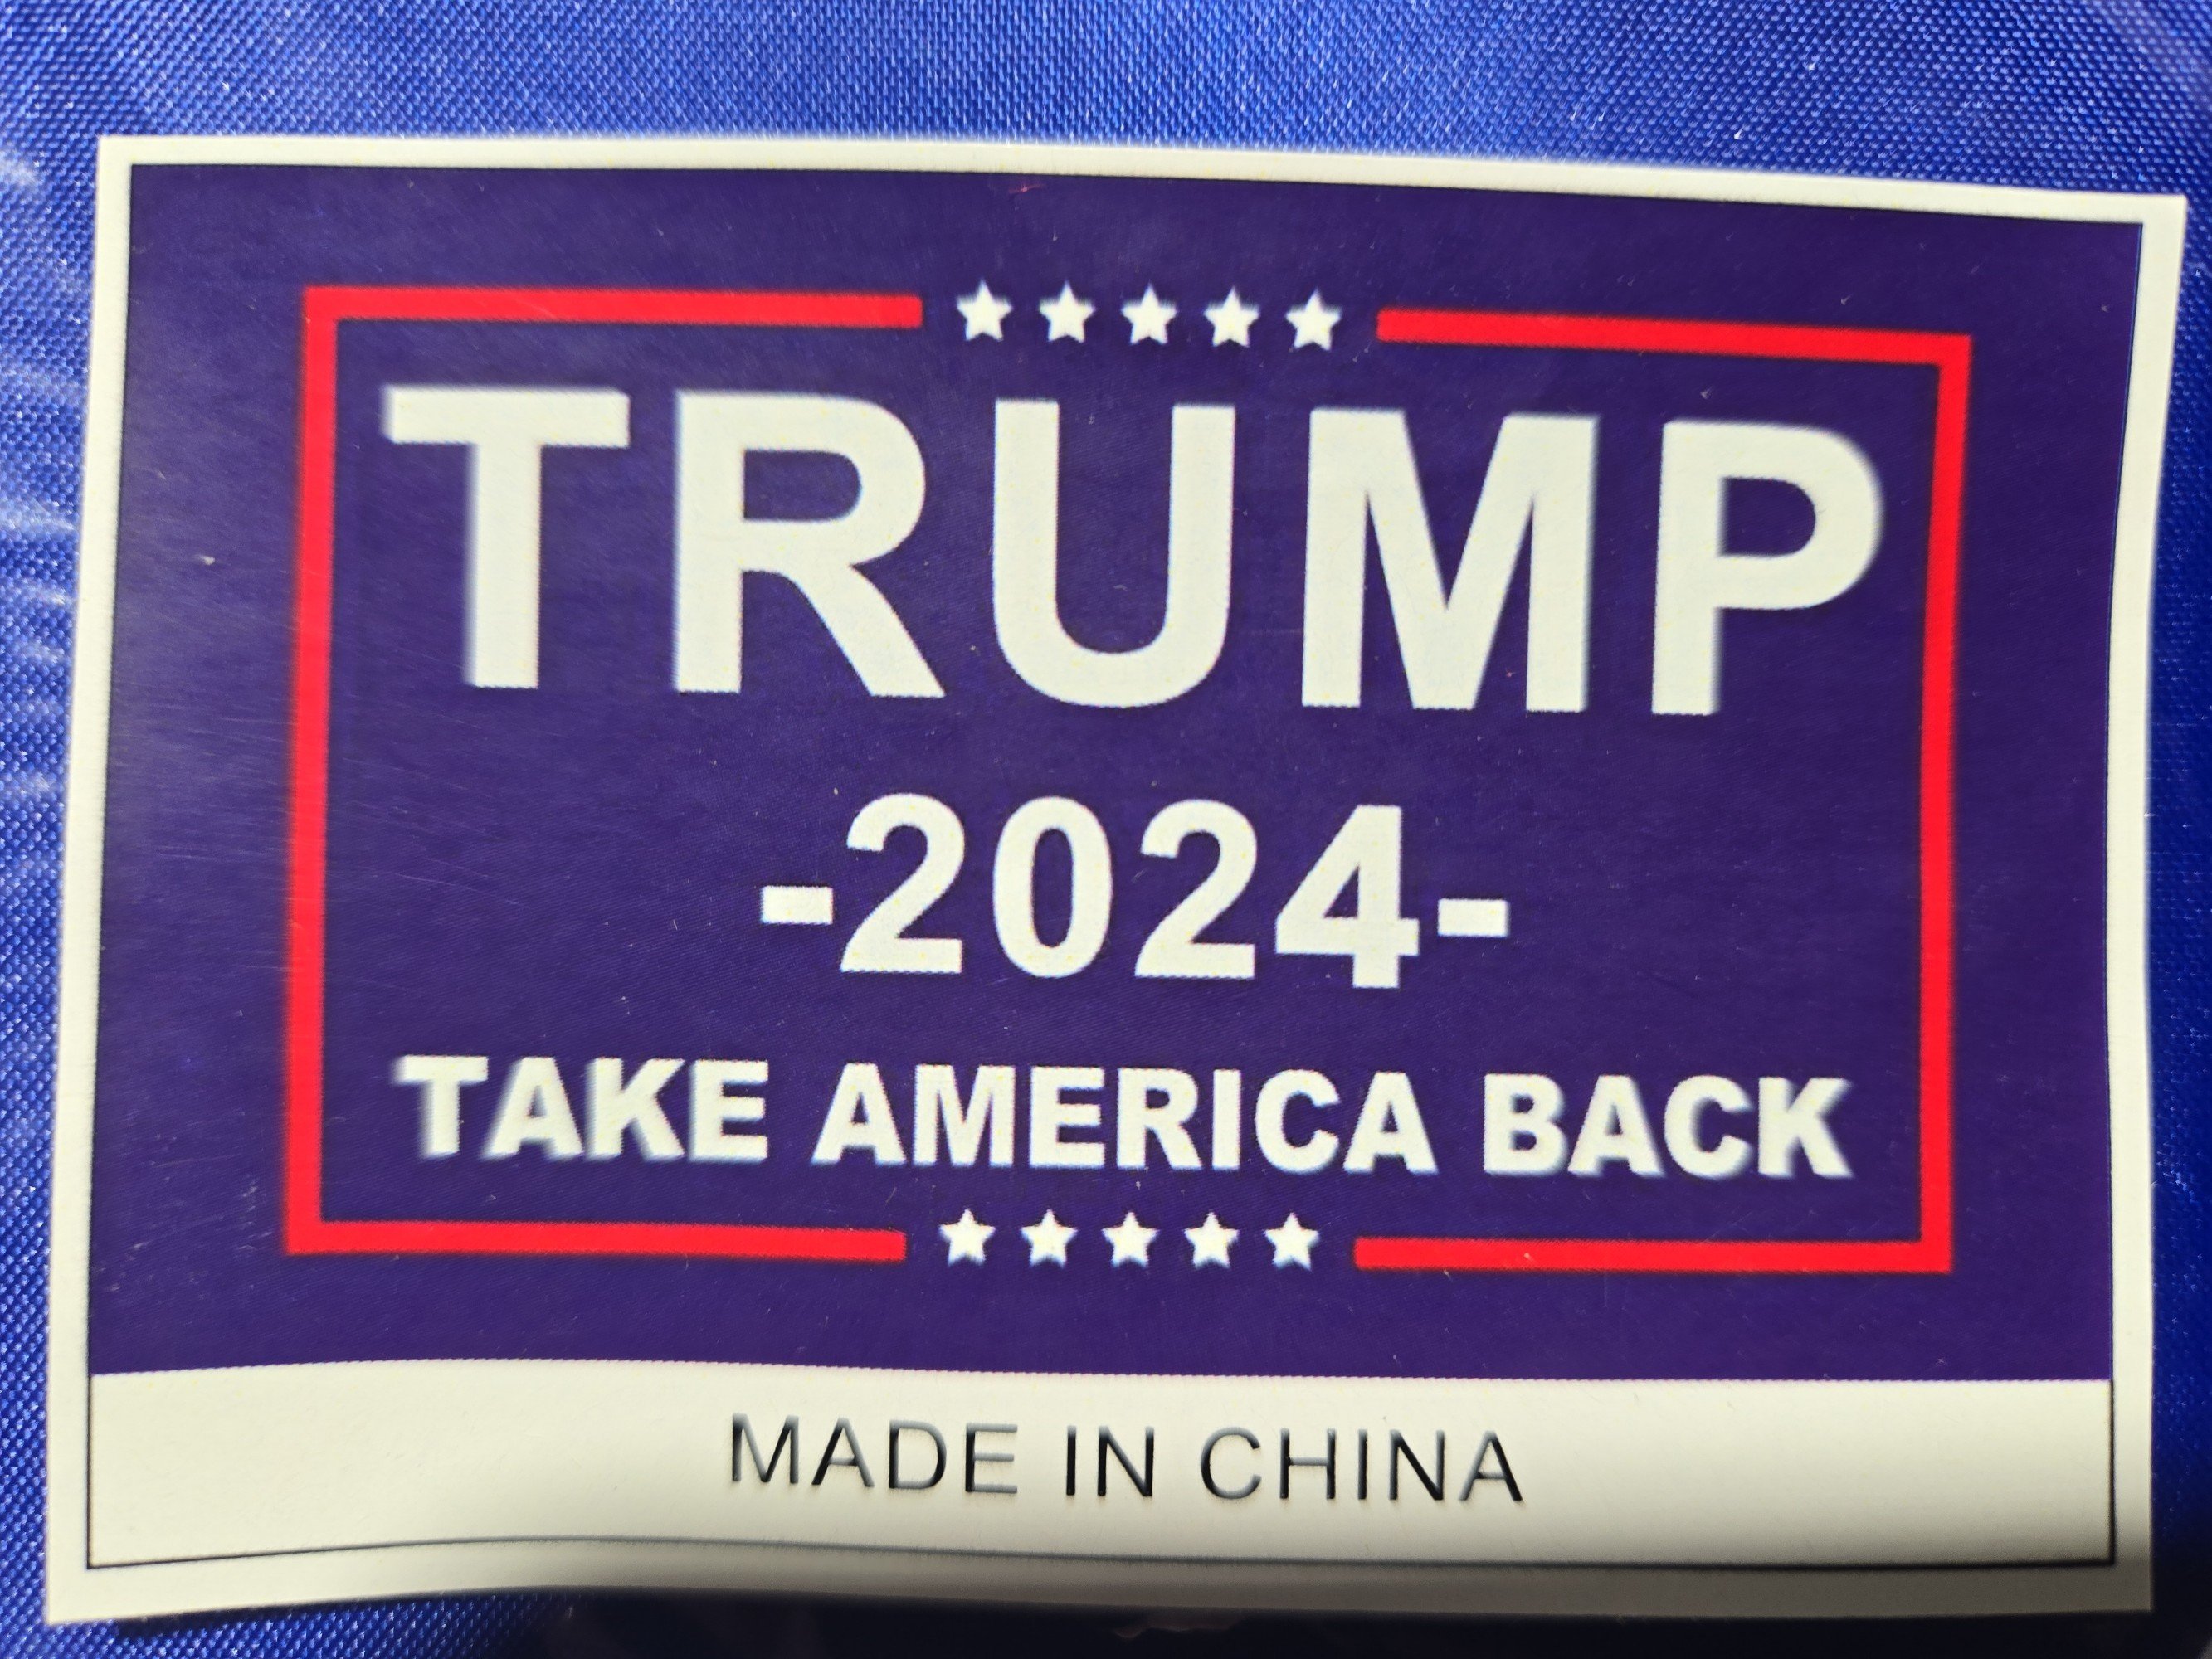 TRUMP
-2024-
TAKE AMERICA BACK
MADE IN CHINA